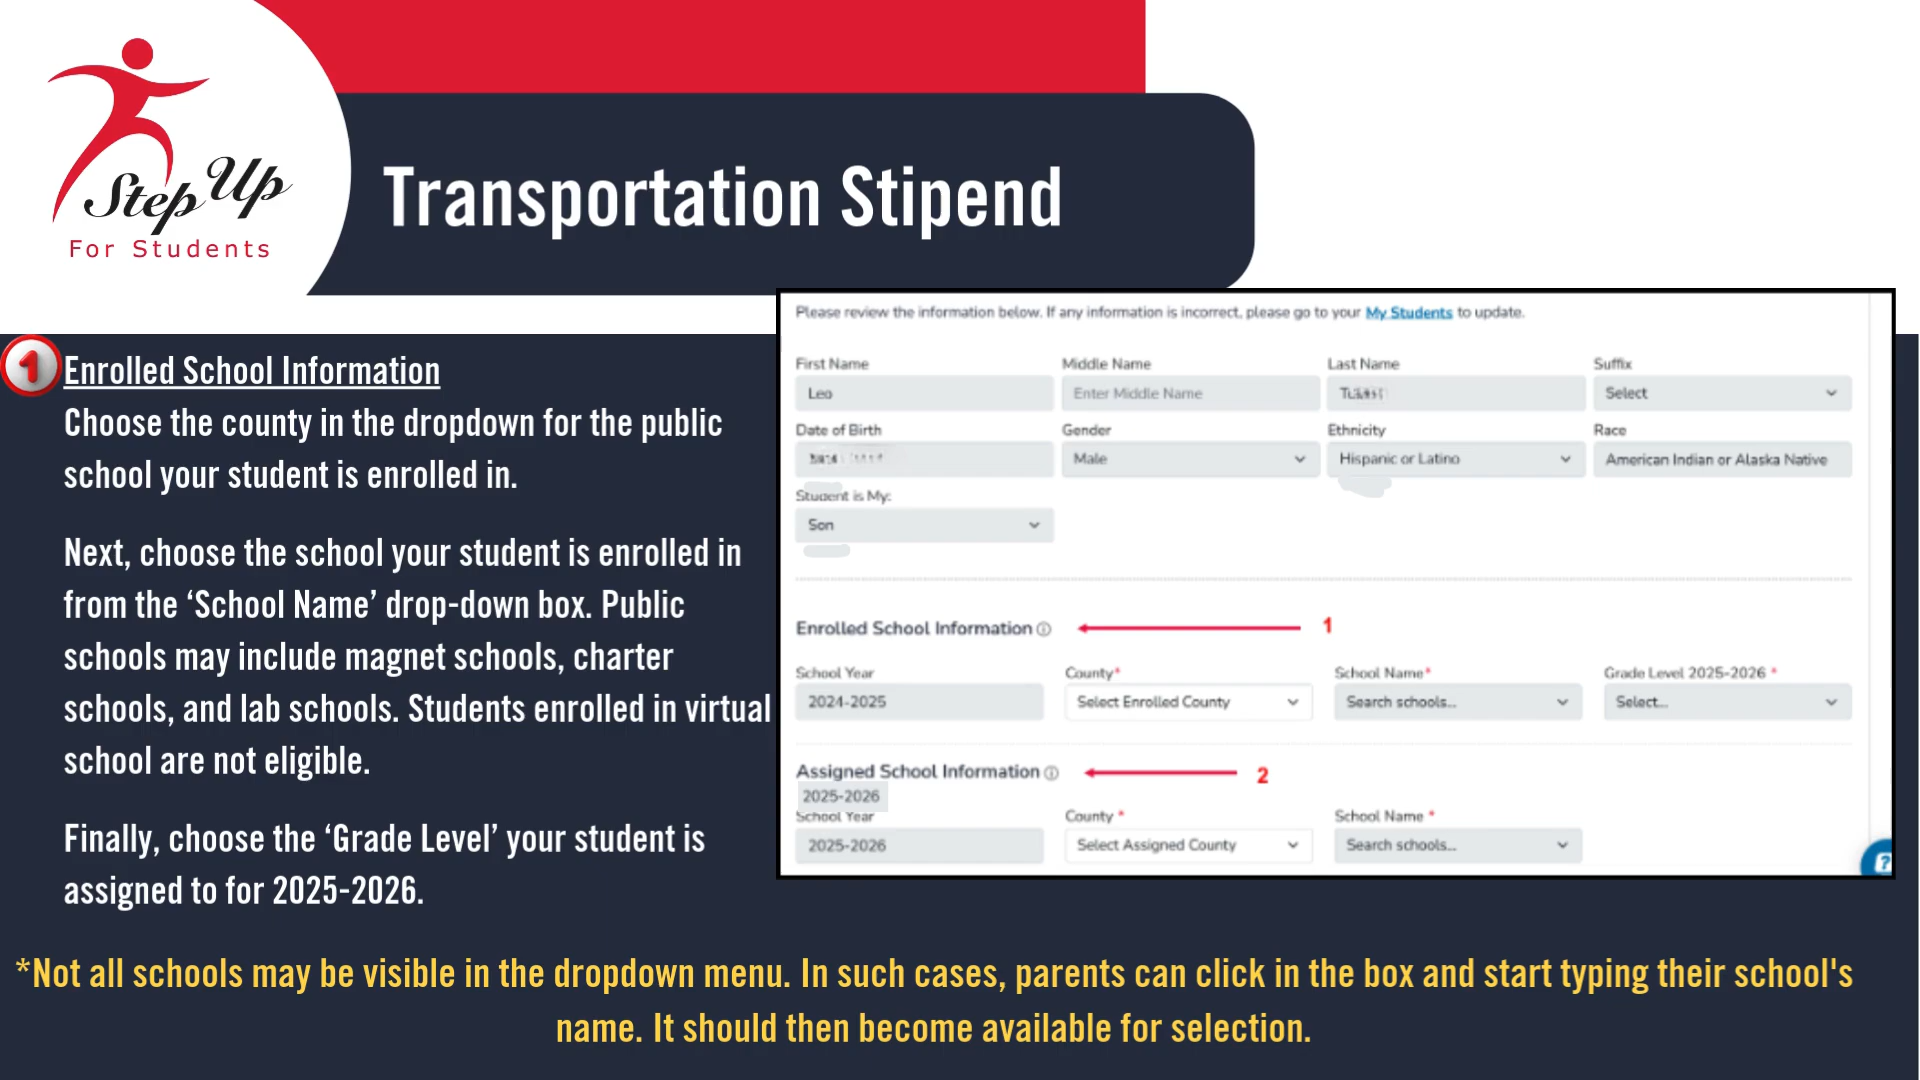 Step Up
For Students
Transportation Stipend
1 Enrolled School Information
Choose the county in the dropdown for the public
school your student is enrolled in.
Next, choose the school your student is enrolled in
from the ‘School Name’ drop-down box. Public
schools may include magnet schools, charter
schools, and lab schools. Students enrolled in virtual
school are not eligible.
Finally, choose the ‘Grade Level’ your student is
assigned to for 2025-2026.
Please review the information below. If any information is incorrect, please go to your My Students to update.
First Name Middle Name Last Name Suffix
Leo Enter Middle Name Select
Date of Birth Gender Ethnicity Race
Male Hispanic or Latino American Indian or Alaska Native
Student is My:
Son
Enrolled School Information 1
School Year County* School Name* Grade Level 2025-2026 *
2024-2025 Select Enrolled County Search schools... Select...
Assigned School Information 2
2025-2026
School Year County * School Name *
2025-2026 Select Assigned County Search schools...
?
*Not all schools may be visible in the dropdown menu. In such cases, parents can click in the box and start typing their school's
name. It should then become available for selection.